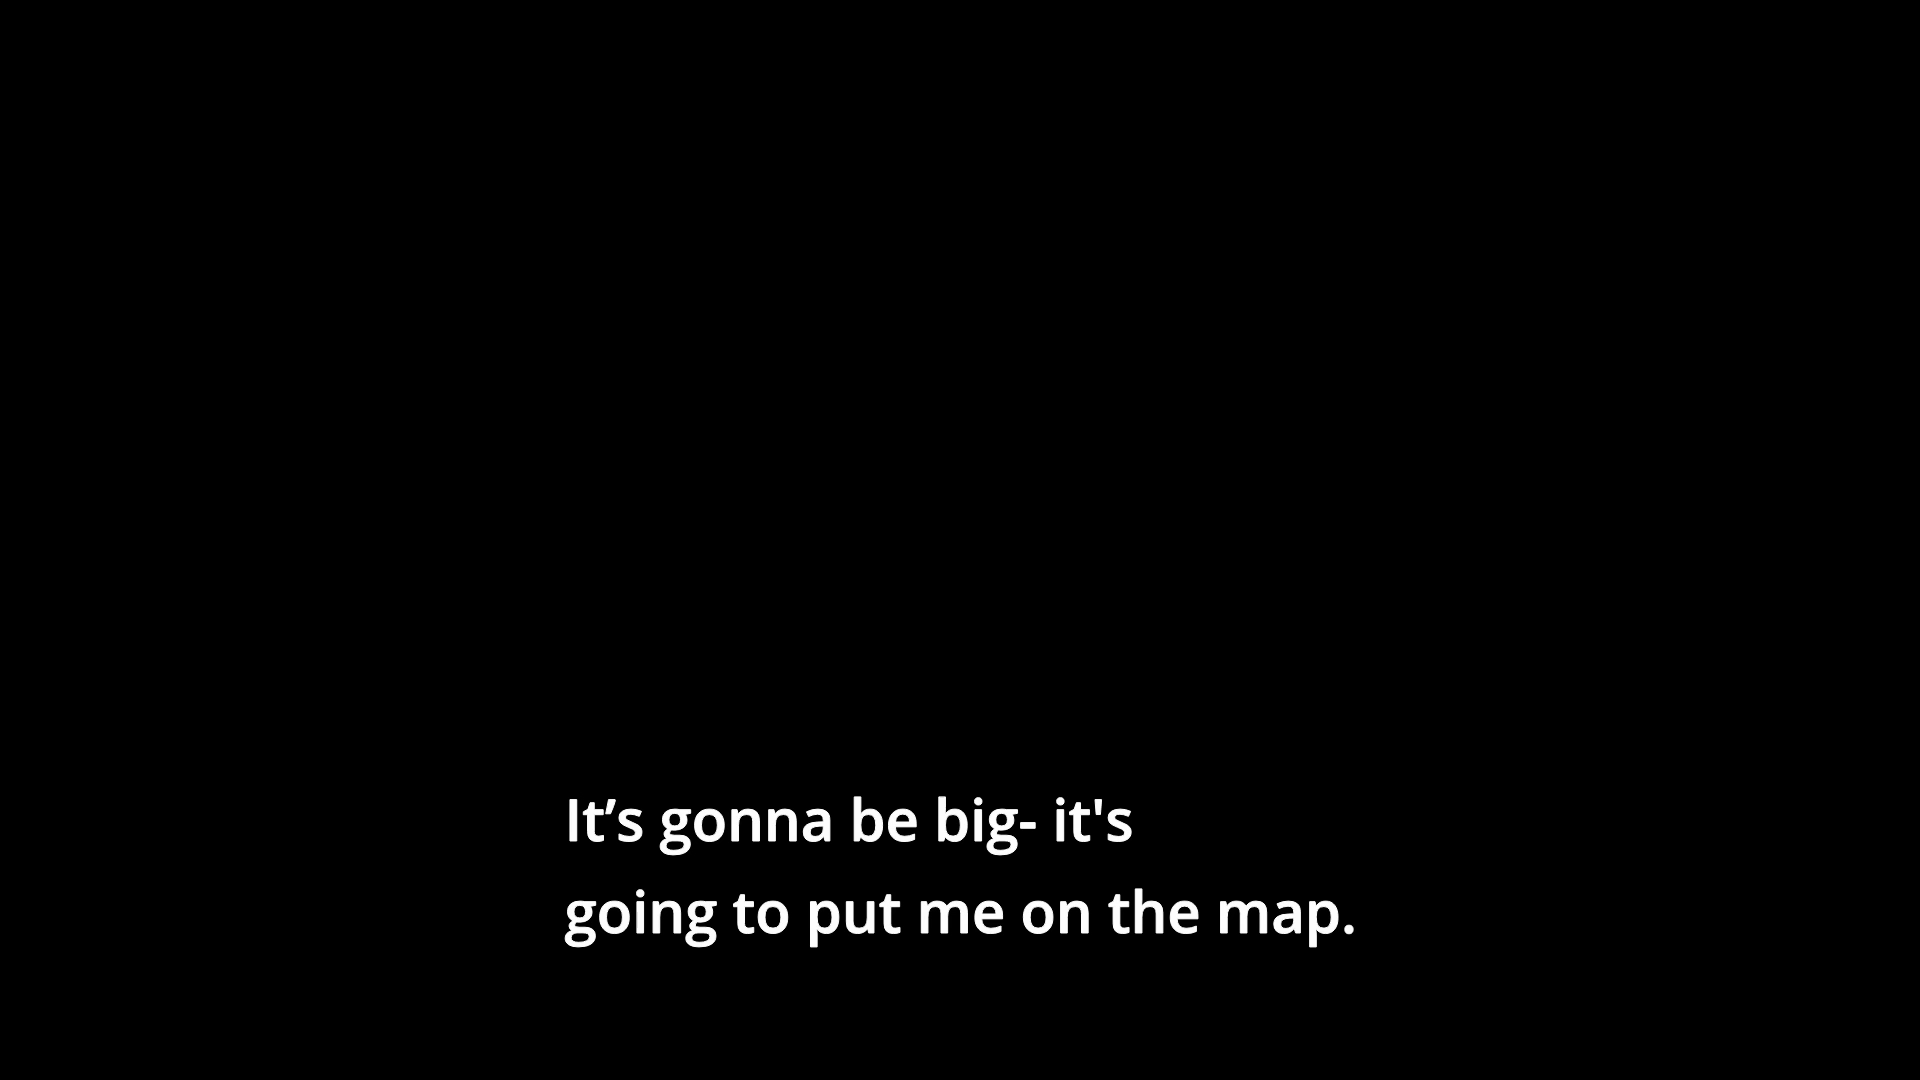 It’s gonna be big- it's
going to put me on the map.